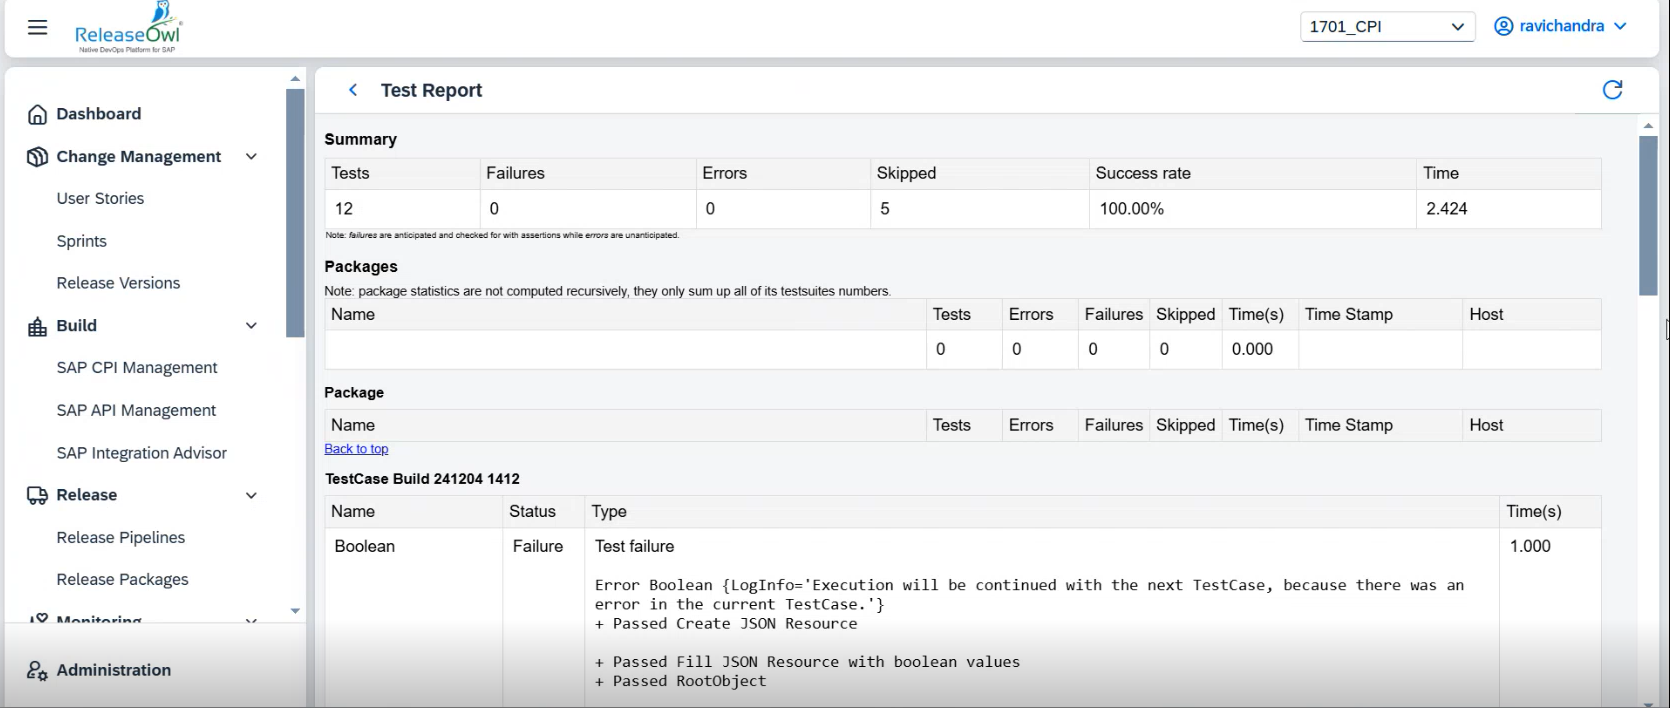 ReleaseOwl
Native DevOps Platform for SAP
1701_CPI
ravichandra
Dashboard
Change Management
User Stories
Sprints
Release Versions
Build
SAP CPI Management
SAP API Management
SAP Integration Advisor
Release
Release Pipelines
Release Packages
Monitoring
Administration
Test Report
Summary
Tests Failures Errors Skipped Success rate Time
12 0 0 5 100.00% 2.424
Note: failures are anticipated and checked for with assertions while errors are unanticipated.
Packages
Note: package statistics are not computed recursively, they only sum up all of its testsuites numbers.
Name Tests Errors Failures Skipped Time(s) Time Stamp Host
0 0 0 0 0.000
Package
Name Tests Errors Failures Skipped Time(s) Time Stamp Host
Back to top
TestCase Build 241204 1412
Name Status Type Time(s)
Boolean Failure Test failure 1.000
Error Boolean {LogInfo='Execution will be continued with the next TestCase, because there was an
error in the current TestCase.'}
+ Passed Create JSON Resource
+ Passed Fill JSON Resource with boolean values
+ Passed RootObject